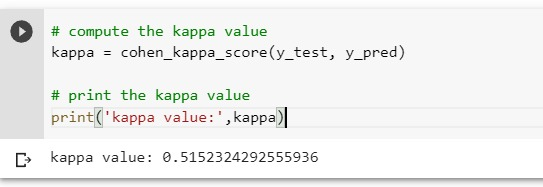 # compute the kappa value
kappa = cohen_kappa_score(y_test, y_pred)
# print the kappa value
print('kappa value:',kappa)
kappa value: 0.5152324292555936